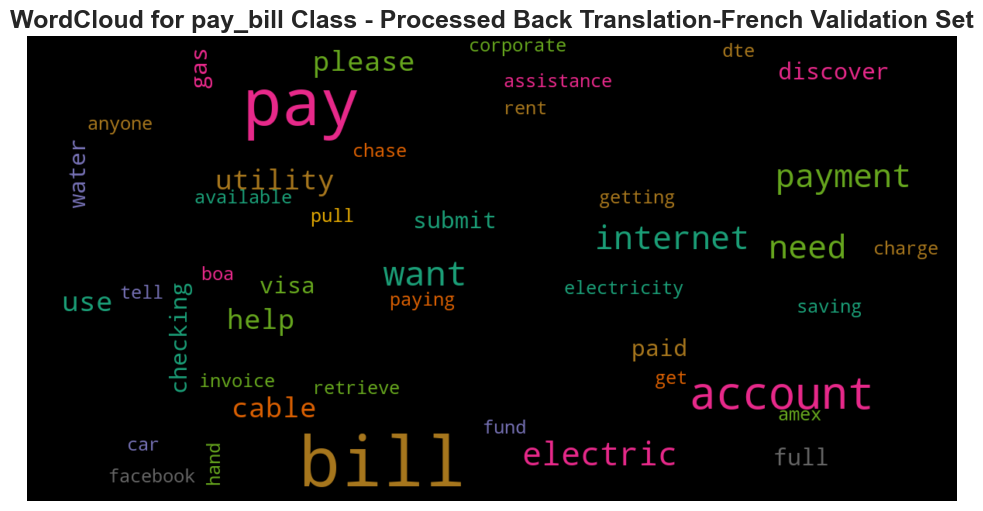 WordCloud for pay_bill Class - Processed Back Translation-French Validation Set
corporate
dte
gas
please
discover
assistance
pay
rent
anyone
chase
water
utility
payment
available
getting
pull
submit
internet
need
charge
boa
want
visa
electricity
tell
use
paying
saving
checking
help
paid
invoice
retrieve
get
account
cable
amex
fund
car
bill
electric
full
hand
facebook